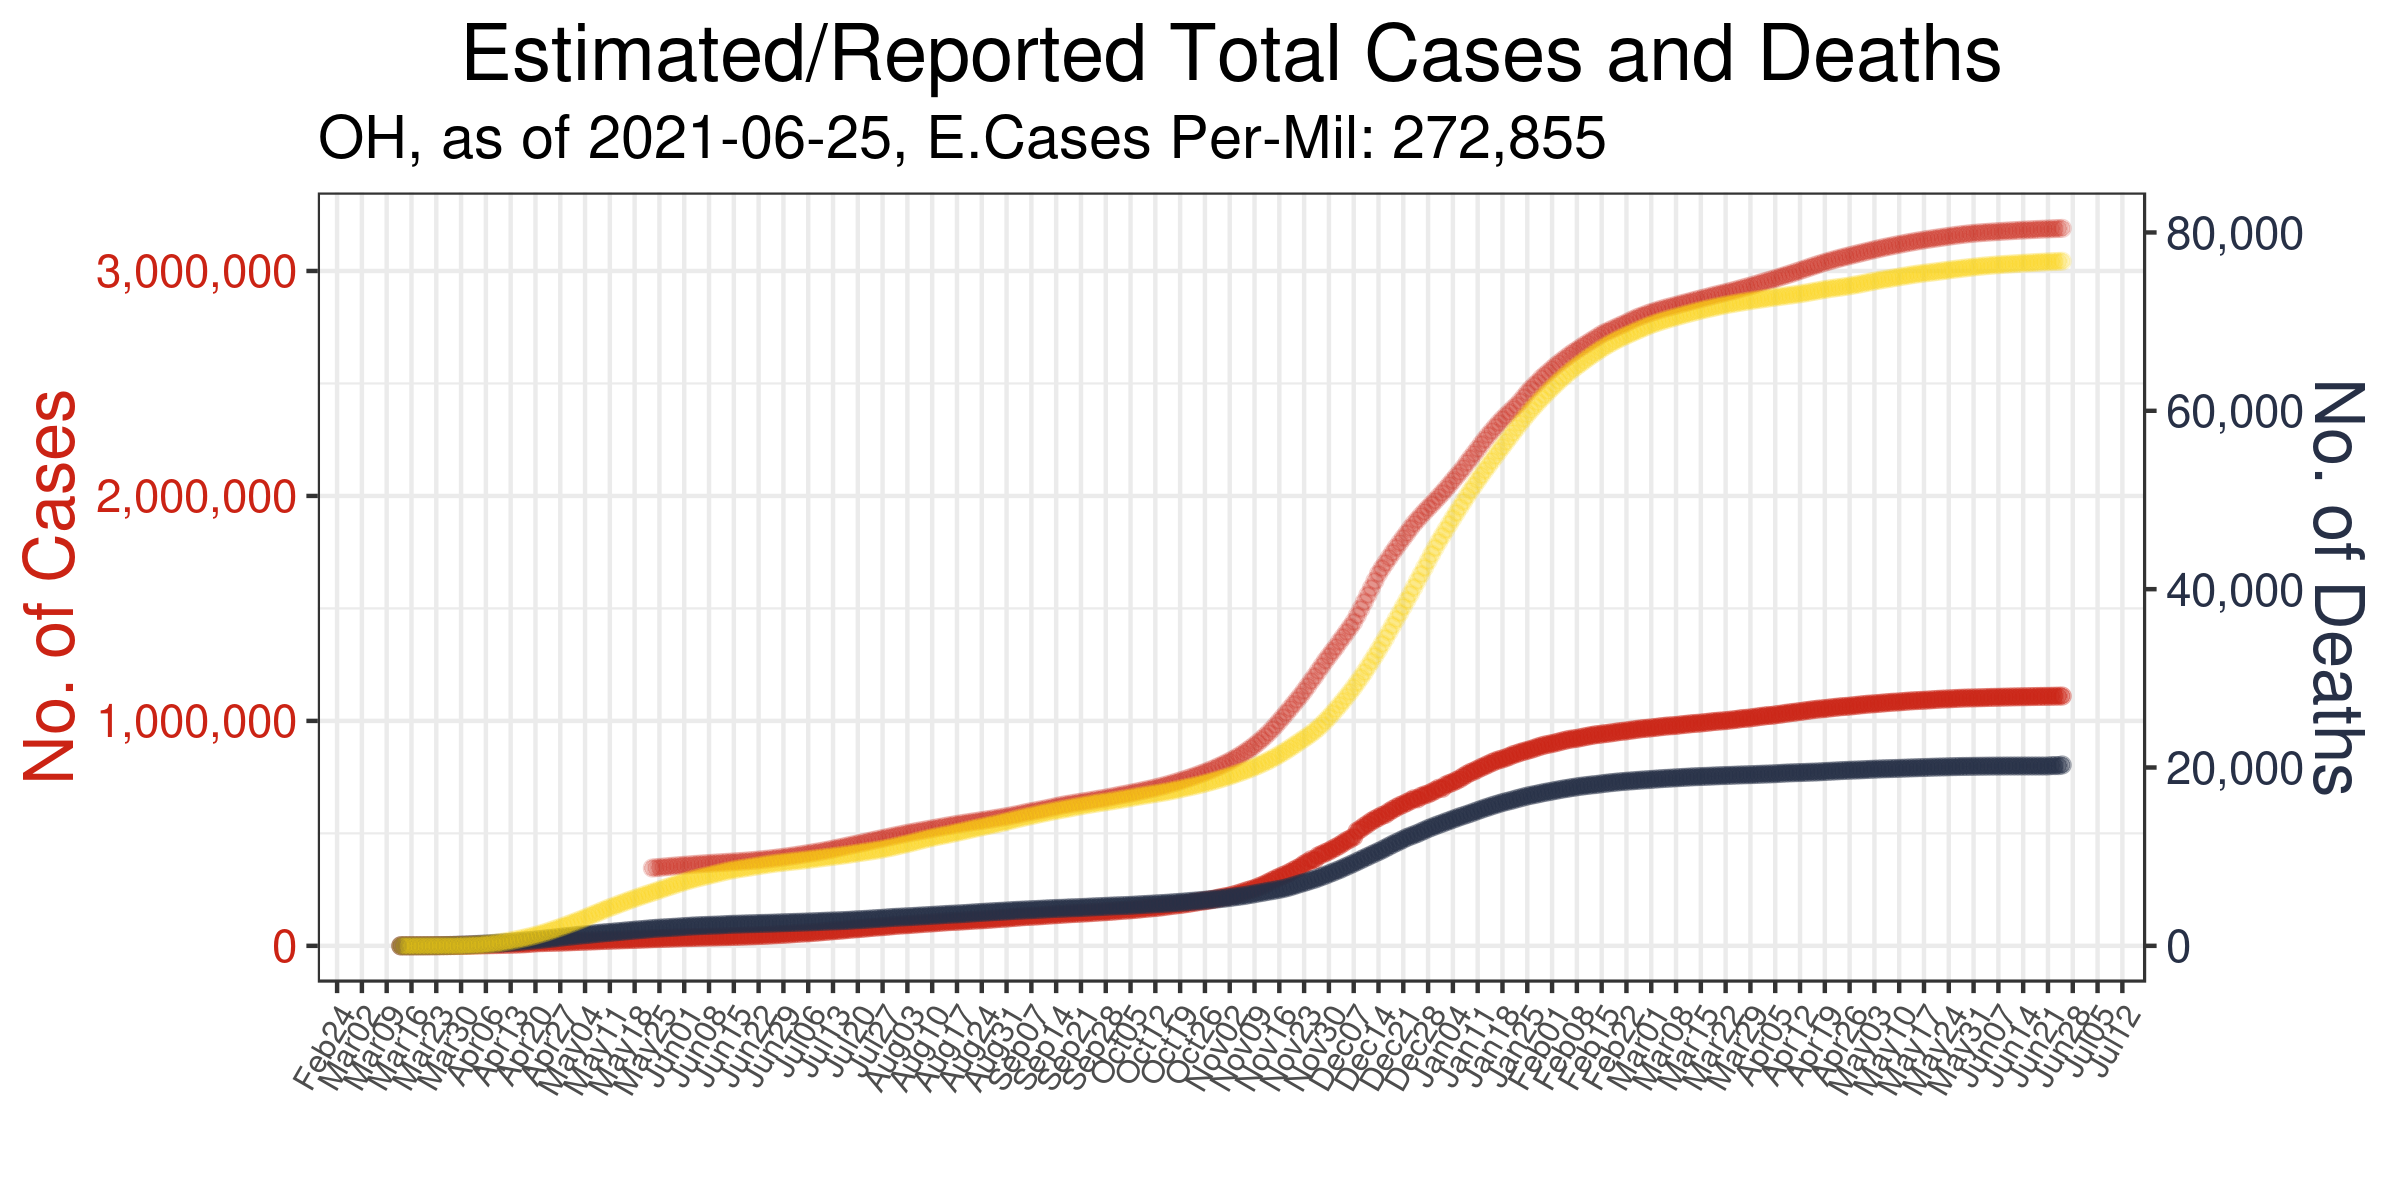 Estimated/Reported Total Cases and Deaths
OH, as of 2021-06-25, E.Cases Per-Mil: 272,855
No. of Cases
3,000,000
2,000,000
1,000,000
0
80,000
60,000
40,000
20,000
0
No. of Deaths
Feb24
Mar02
Mar09
Mar16
Mar23
Mar30
Apr06
Apr13
Apr20
Apr27
May04
May11
May18
May25
Jun01
Jun08
Jun15
Jun22
Jun29
Jul06
Jul13
Jul20
Jul27
Aug03
Aug10
Aug17
Aug24
Aug31
Sep07
Sep14
Sep21
Sep28
Oct05
Oct12
Oct19
Oct26
Nov02
Nov09
Nov16
Nov23
Nov30
Dec07
Dec14
Dec21
Dec28
Jan04
Jan11
Jan18
Jan25
Feb01
Feb08
Feb15
Feb22
Mar01
Mar08
Mar15
Mar22
Mar29
Apr05
Apr12
Apr19
Apr26
May03
May10
May17
May24
May31
Jun07
Jun14
Jun21
Jun28
Jul05
Jul12